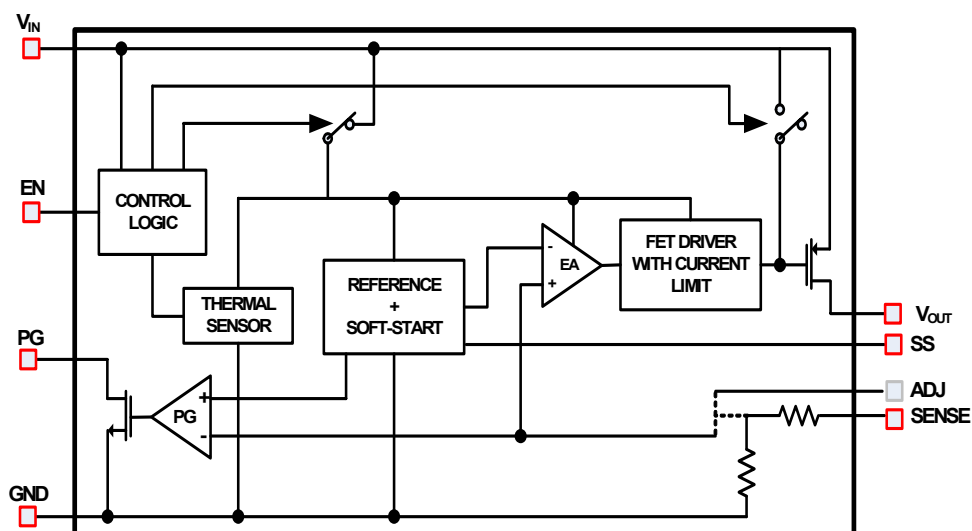 VIN
EN
CONTROL
LOGIC
THERMAL
SENSOR
REFERENCE
+
SOFT-START
-
EA
+
FET DRIVER
WITH CURRENT
LIMIT
VOUT
SS
PG
+
PG
-
ADJ
SENSE
GND